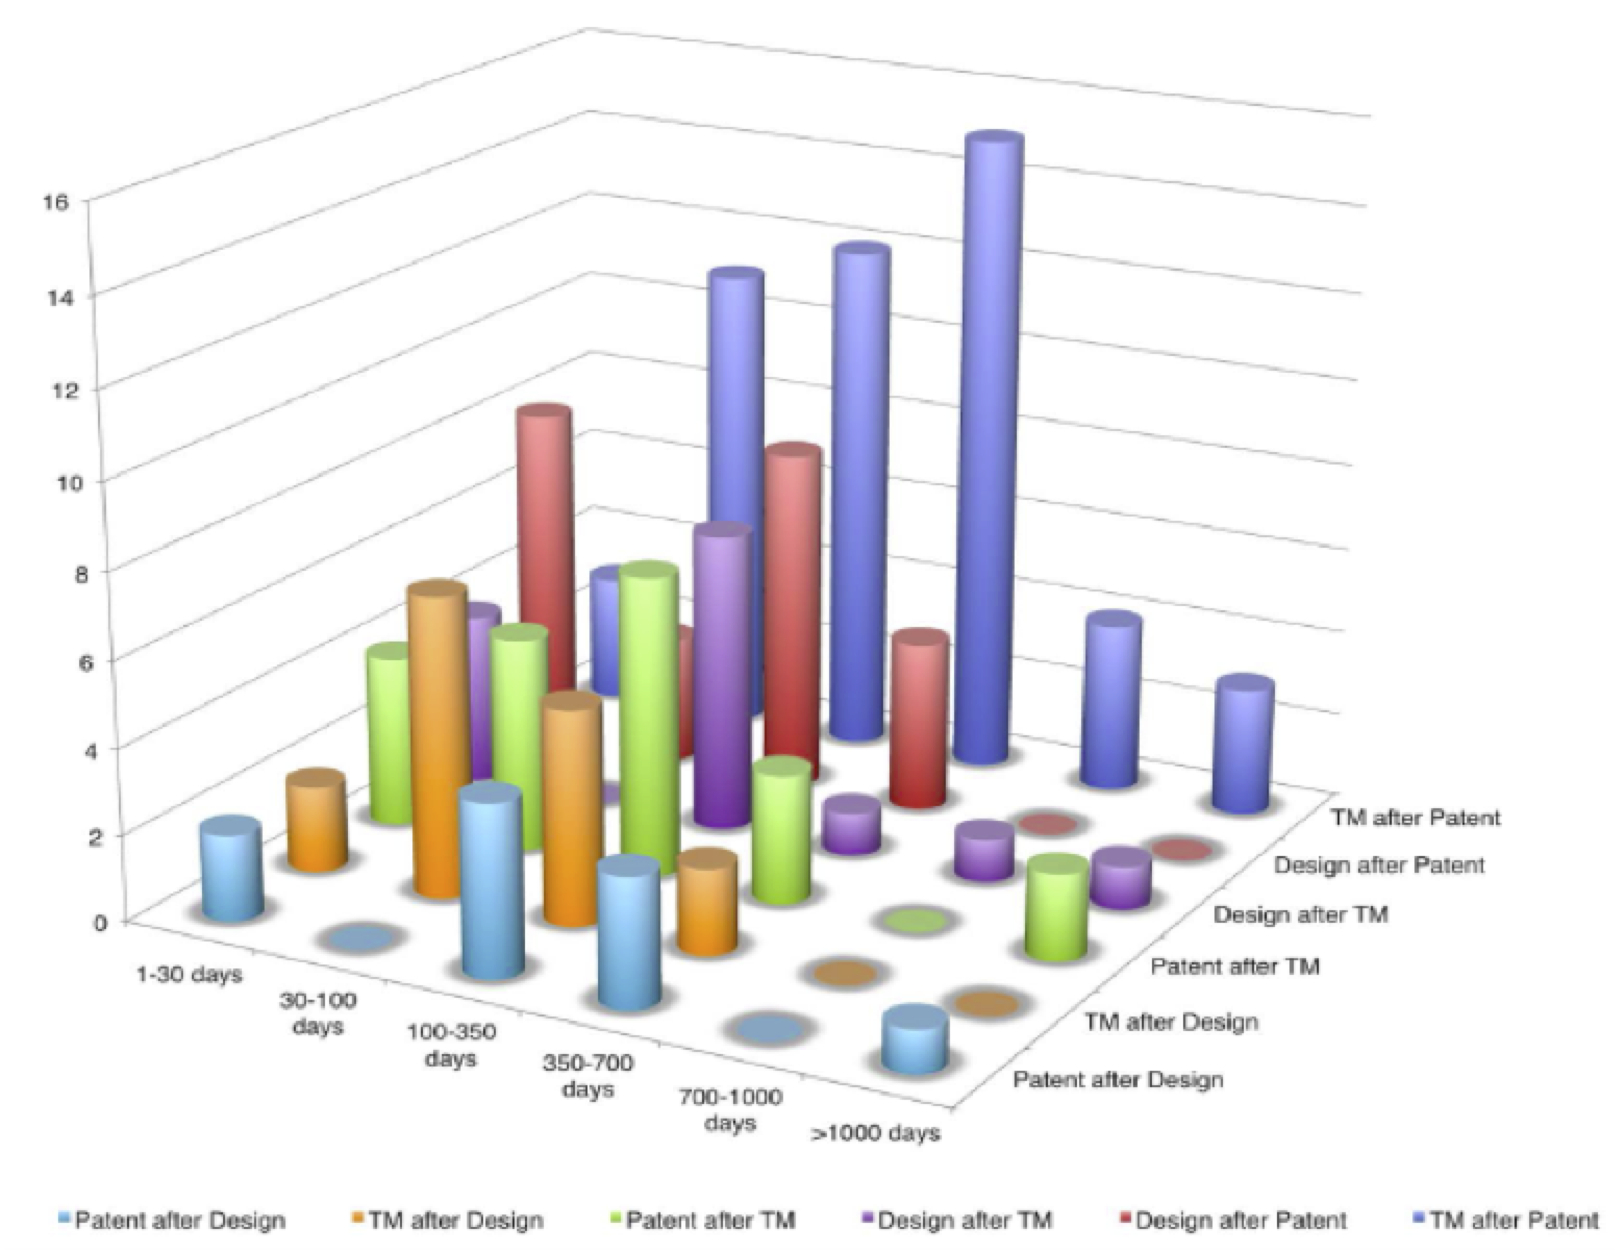 16
14
12
10
8
6
4
2
0
1-30 days
30-100
days
100-350
days
350-700
days
700-1000
days
>1000 days
TM after Patent
Design after Patent
Design after TM
Patent after TM
TM after Design
Patent after Design
Patent after Design TM after Design Patent after TM Design after TM Design after Patent TM after Patent